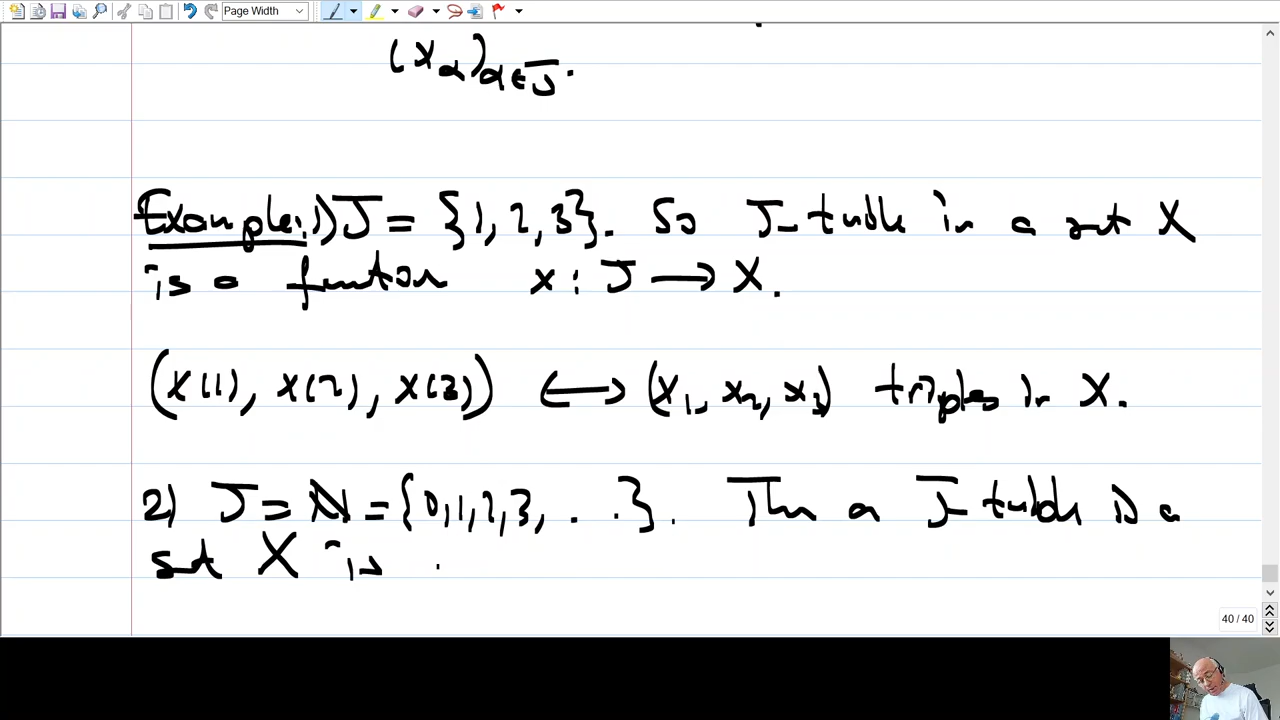 Page Width
(x_α)_{α∈J}.
Example: 1) J = {1, 2, 3}. So J-tuple in a set X
is a function x : J → X.
(x(1), x(2), x(3)) ↔ (x₁, x₂, x₃) triples in X.
2) J = ℕ = {0, 1, 2, 3, . . .}. Then a J-tuple is a
set X is
40 / 40